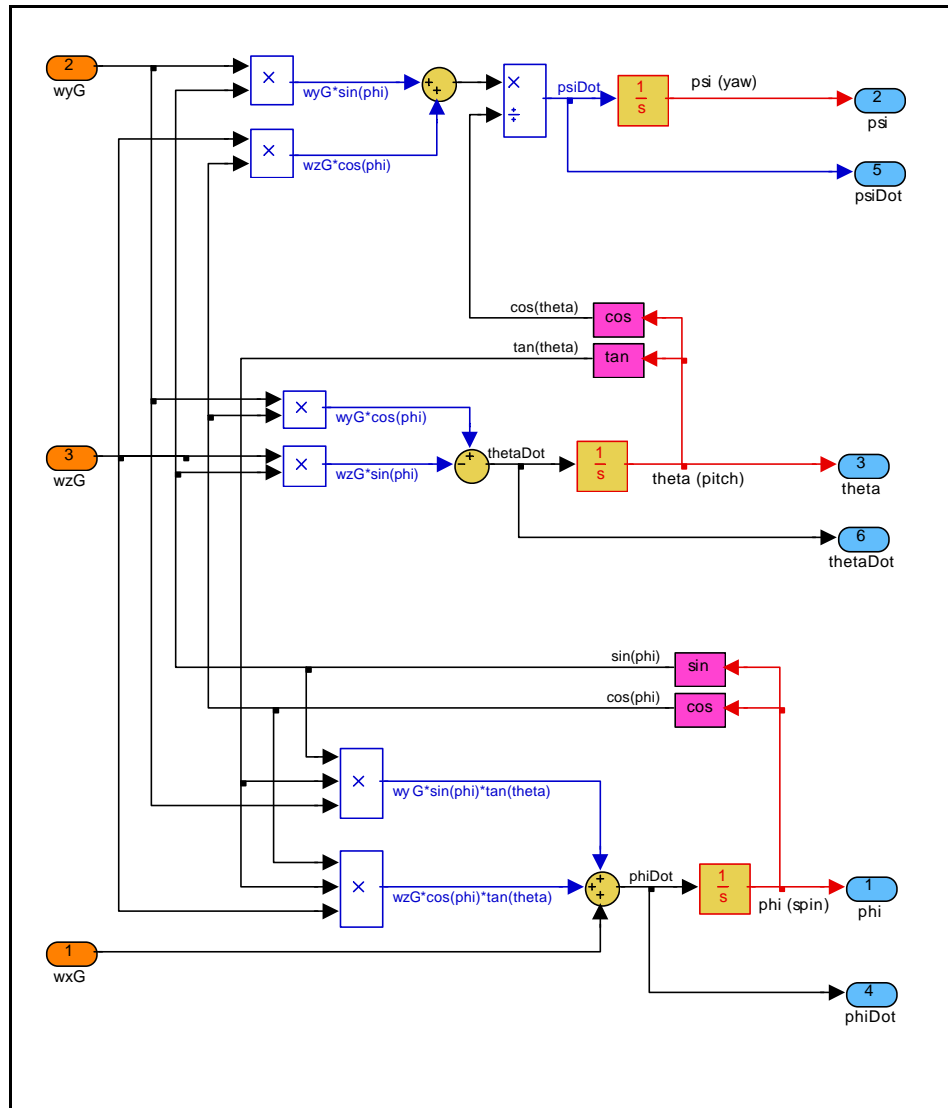 2
wyG
×
wyG*sin(phi)
+
+
×
÷
psiDot
1
s
psi (yaw)
2
psi
×
wzG*cos(phi)
5
psiDot
cos(theta)
cos
tan(theta)
tan
×
wyG*cos(phi)
3
wzG
×
wzG*sin(phi)
+
−
thetaDot
1
s
theta (pitch)
3
theta
6
thetaDot
sin(phi)
sin
cos(phi)
cos
×
wy G*sin(phi)*tan(theta)
×
wzG*cos(phi)*tan(theta)
+
+
+
phiDot
1
s
phi (spin)
1
phi
1
wxG
4
phiDot